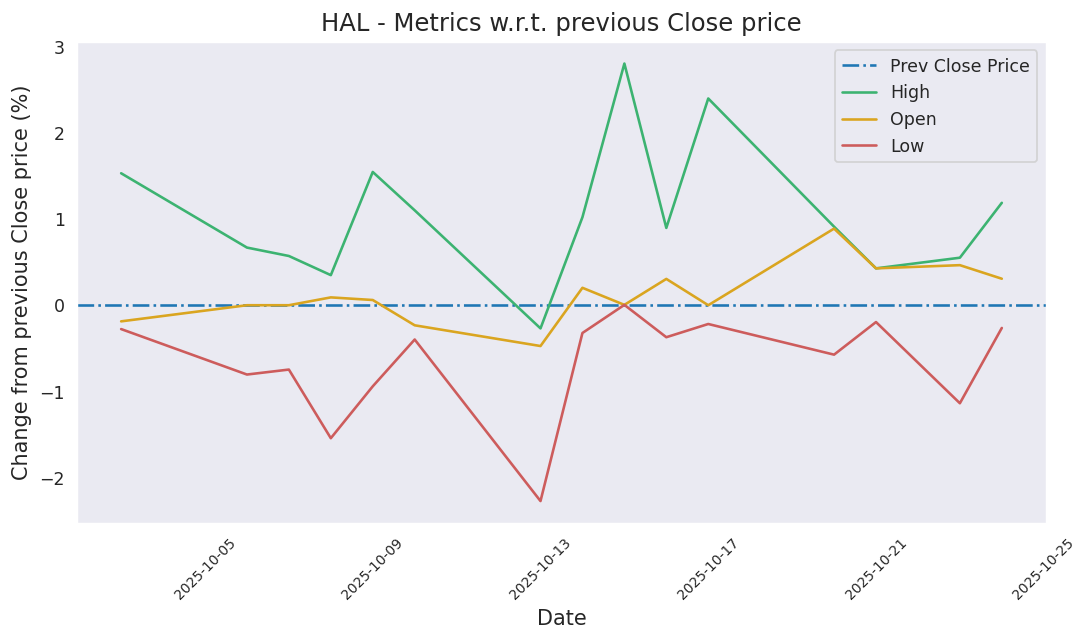 HAL - Metrics w.r.t. previous Close price
Change from previous Close price (%)
3
2
1
0
−1
−2
Prev Close Price
High
Open
Low
2025-10-05
2025-10-09
2025-10-13
2025-10-17
2025-10-21
2025-10-25
Date